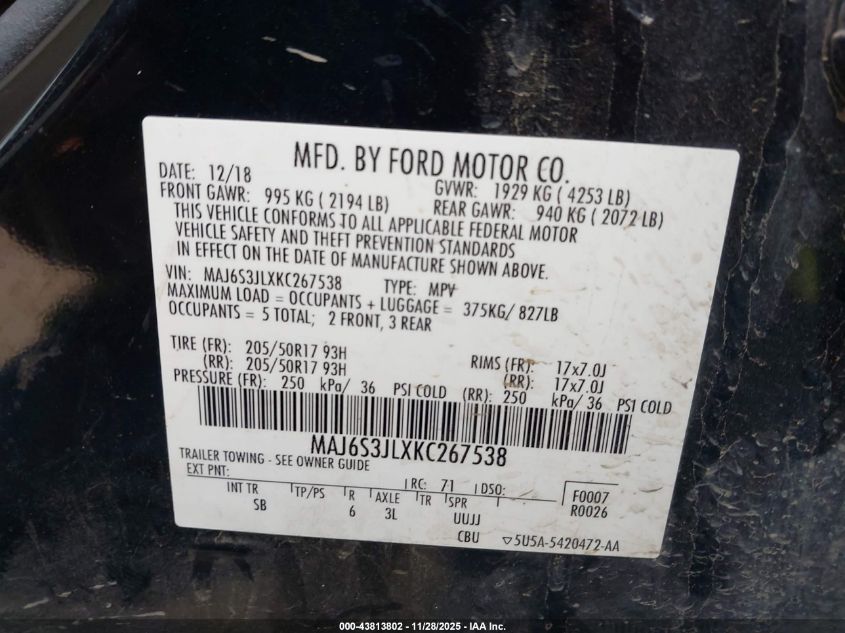 MFD. BY FORD MOTOR CO.
DATE: 12/18 GVWR: 1929 KG ( 4253 LB)
FRONT GAWR: 995 KG ( 2194 LB) REAR GAWR: 940 KG ( 2072 LB)
THIS VEHICLE CONFORMS TO ALL APPLICABLE FEDERAL MOTOR
VEHICLE SAFETY AND THEFT PREVENTION STANDARDS
IN EFFECT ON THE DATE OF MANUFACTURE SHOWN ABOVE.
VIN: MAJ6S3JLXKC267538 TYPE: MPV
MAXIMUM LOAD = OCCUPANTS + LUGGAGE = 375KG/ 827LB
OCCUPANTS = 5 TOTAL; 2 FRONT, 3 REAR
TIRE (FR): 205/50R17 93H RIMS (FR): 17x7.0J
(RR): 205/50R17 93H (RR): 17x7.0J
PRESSURE (FR): 250 kPa/ 36 PSI COLD (RR): 250 kPa/ 36 PSI COLD
MAJ6S3JLXKC267538
TRAILER TOWING - SEE OWNER GUIDE
EXT PNT: RC: 71 DSO: F0007
INT TR TP/PS R AXLE TR SPR R0026
SB 6 3L UUJJ
CBU ▽5U5A-5420472-AA
000-43813802 - 11/28/2025 - IAA Inc.